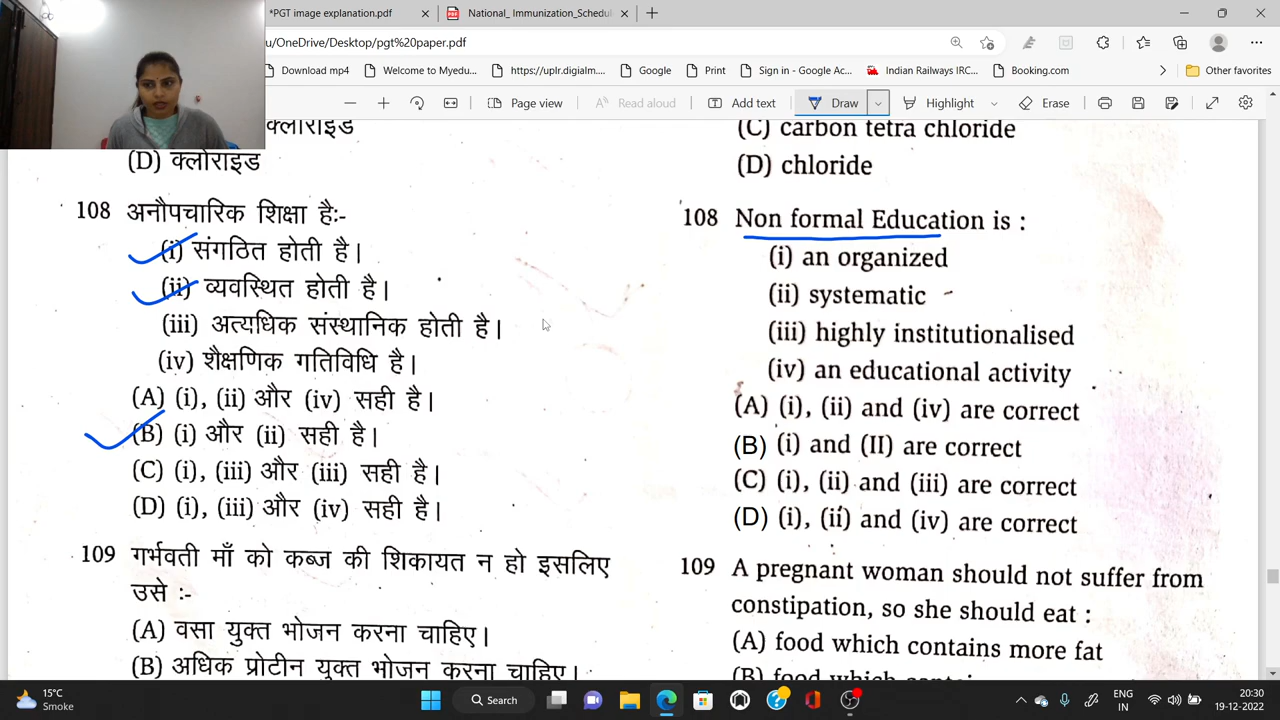 *PGT image explanation.pdf
National_ Immunization_Schedul
u/OneDrive/Desktop/pgt%20paper.pdf
Download mp4
Welcome to Myedu...
https://uplr.digialm....
Google
Print
Sign in - Google Ac...
Indian Railways IRC...
Booking.com
Other favorites
Page view
Read aloud
Add text
Draw
Highlight
Erase
क्लोराइड
(D) क्लोराइड
108 अनौपचारिक शिक्षा है:-
(i) संगठित होती है।
(ii) व्यवस्थित होती है।
(iii) अत्यधिक संस्थानिक होती है।
(iv) शैक्षणिक गतिविधि है।
(A) (i), (ii) और (iv) सही है।
(B) (i) और (ii) सही है।
(C) (i), (iii) और (iii) सही है।
(D) (i), (iii) और (iv) सही है।
109 गर्भवती माँ को कब्ज की शिकायत न हो इसलिए
उसे :-
(A) वसा युक्त भोजन करना चाहिए।
(B) अधिक प्रोटीन युक्त भोजन करना चाहिए।
(C) carbon tetra chloride
(D) chloride
108 Non formal Education is :
(i) an organized
(ii) systematic
(iii) highly institutionalised
(iv) an educational activity
(A) (i), (ii) and (iv) are correct
(B) (i) and (II) are correct
(C) (i), (ii) and (iii) are correct
(D) (i), (ii) and (iv) are correct
109 A pregnant woman should not suffer from
constipation, so she should eat :
(A) food which contains more fat
(B) food which
15°C
Smoke
Search
ENG
IN
20:30
19-12-2022